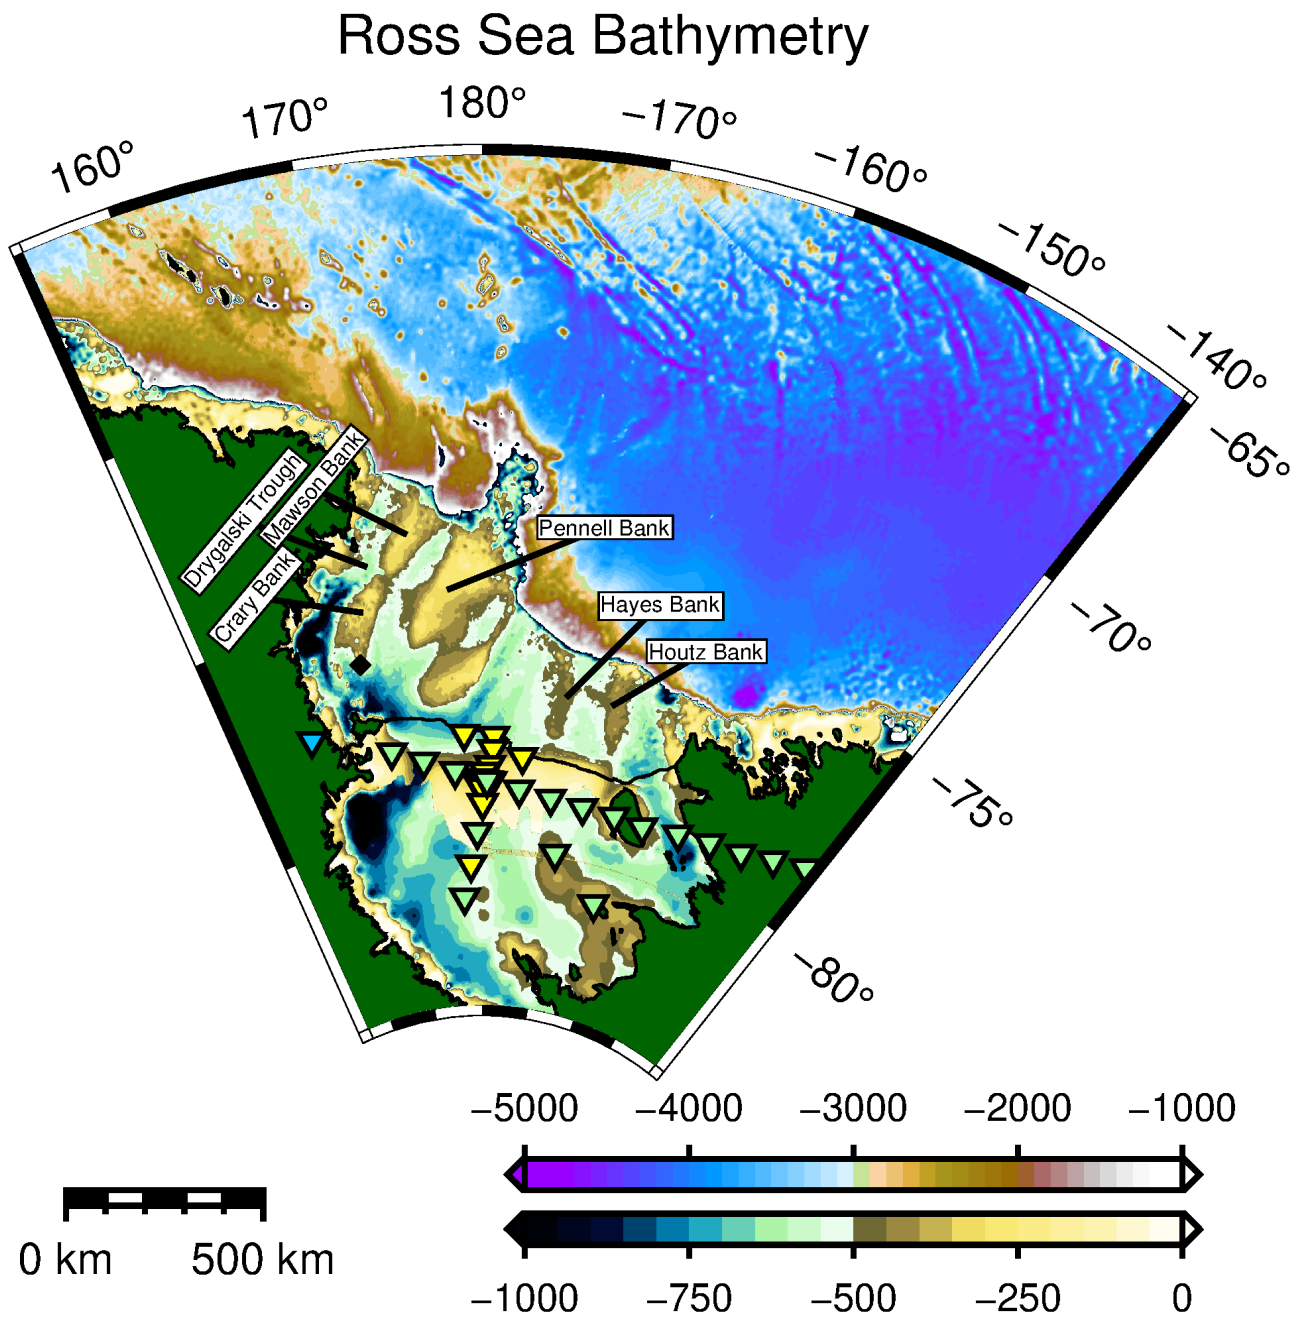 Ross Sea Bathymetry
160°
170°
180°
−170°
−160°
−150°
−140°
−65°
−70°
−75°
−80°
Drygalski Trough
Mawson Bank
Crary Bank
Pennell Bank
Hayes Bank
Houtz Bank
−5000 −4000 −3000 −2000 −1000
0 km 500 km
−1000 −750 −500 −250 0